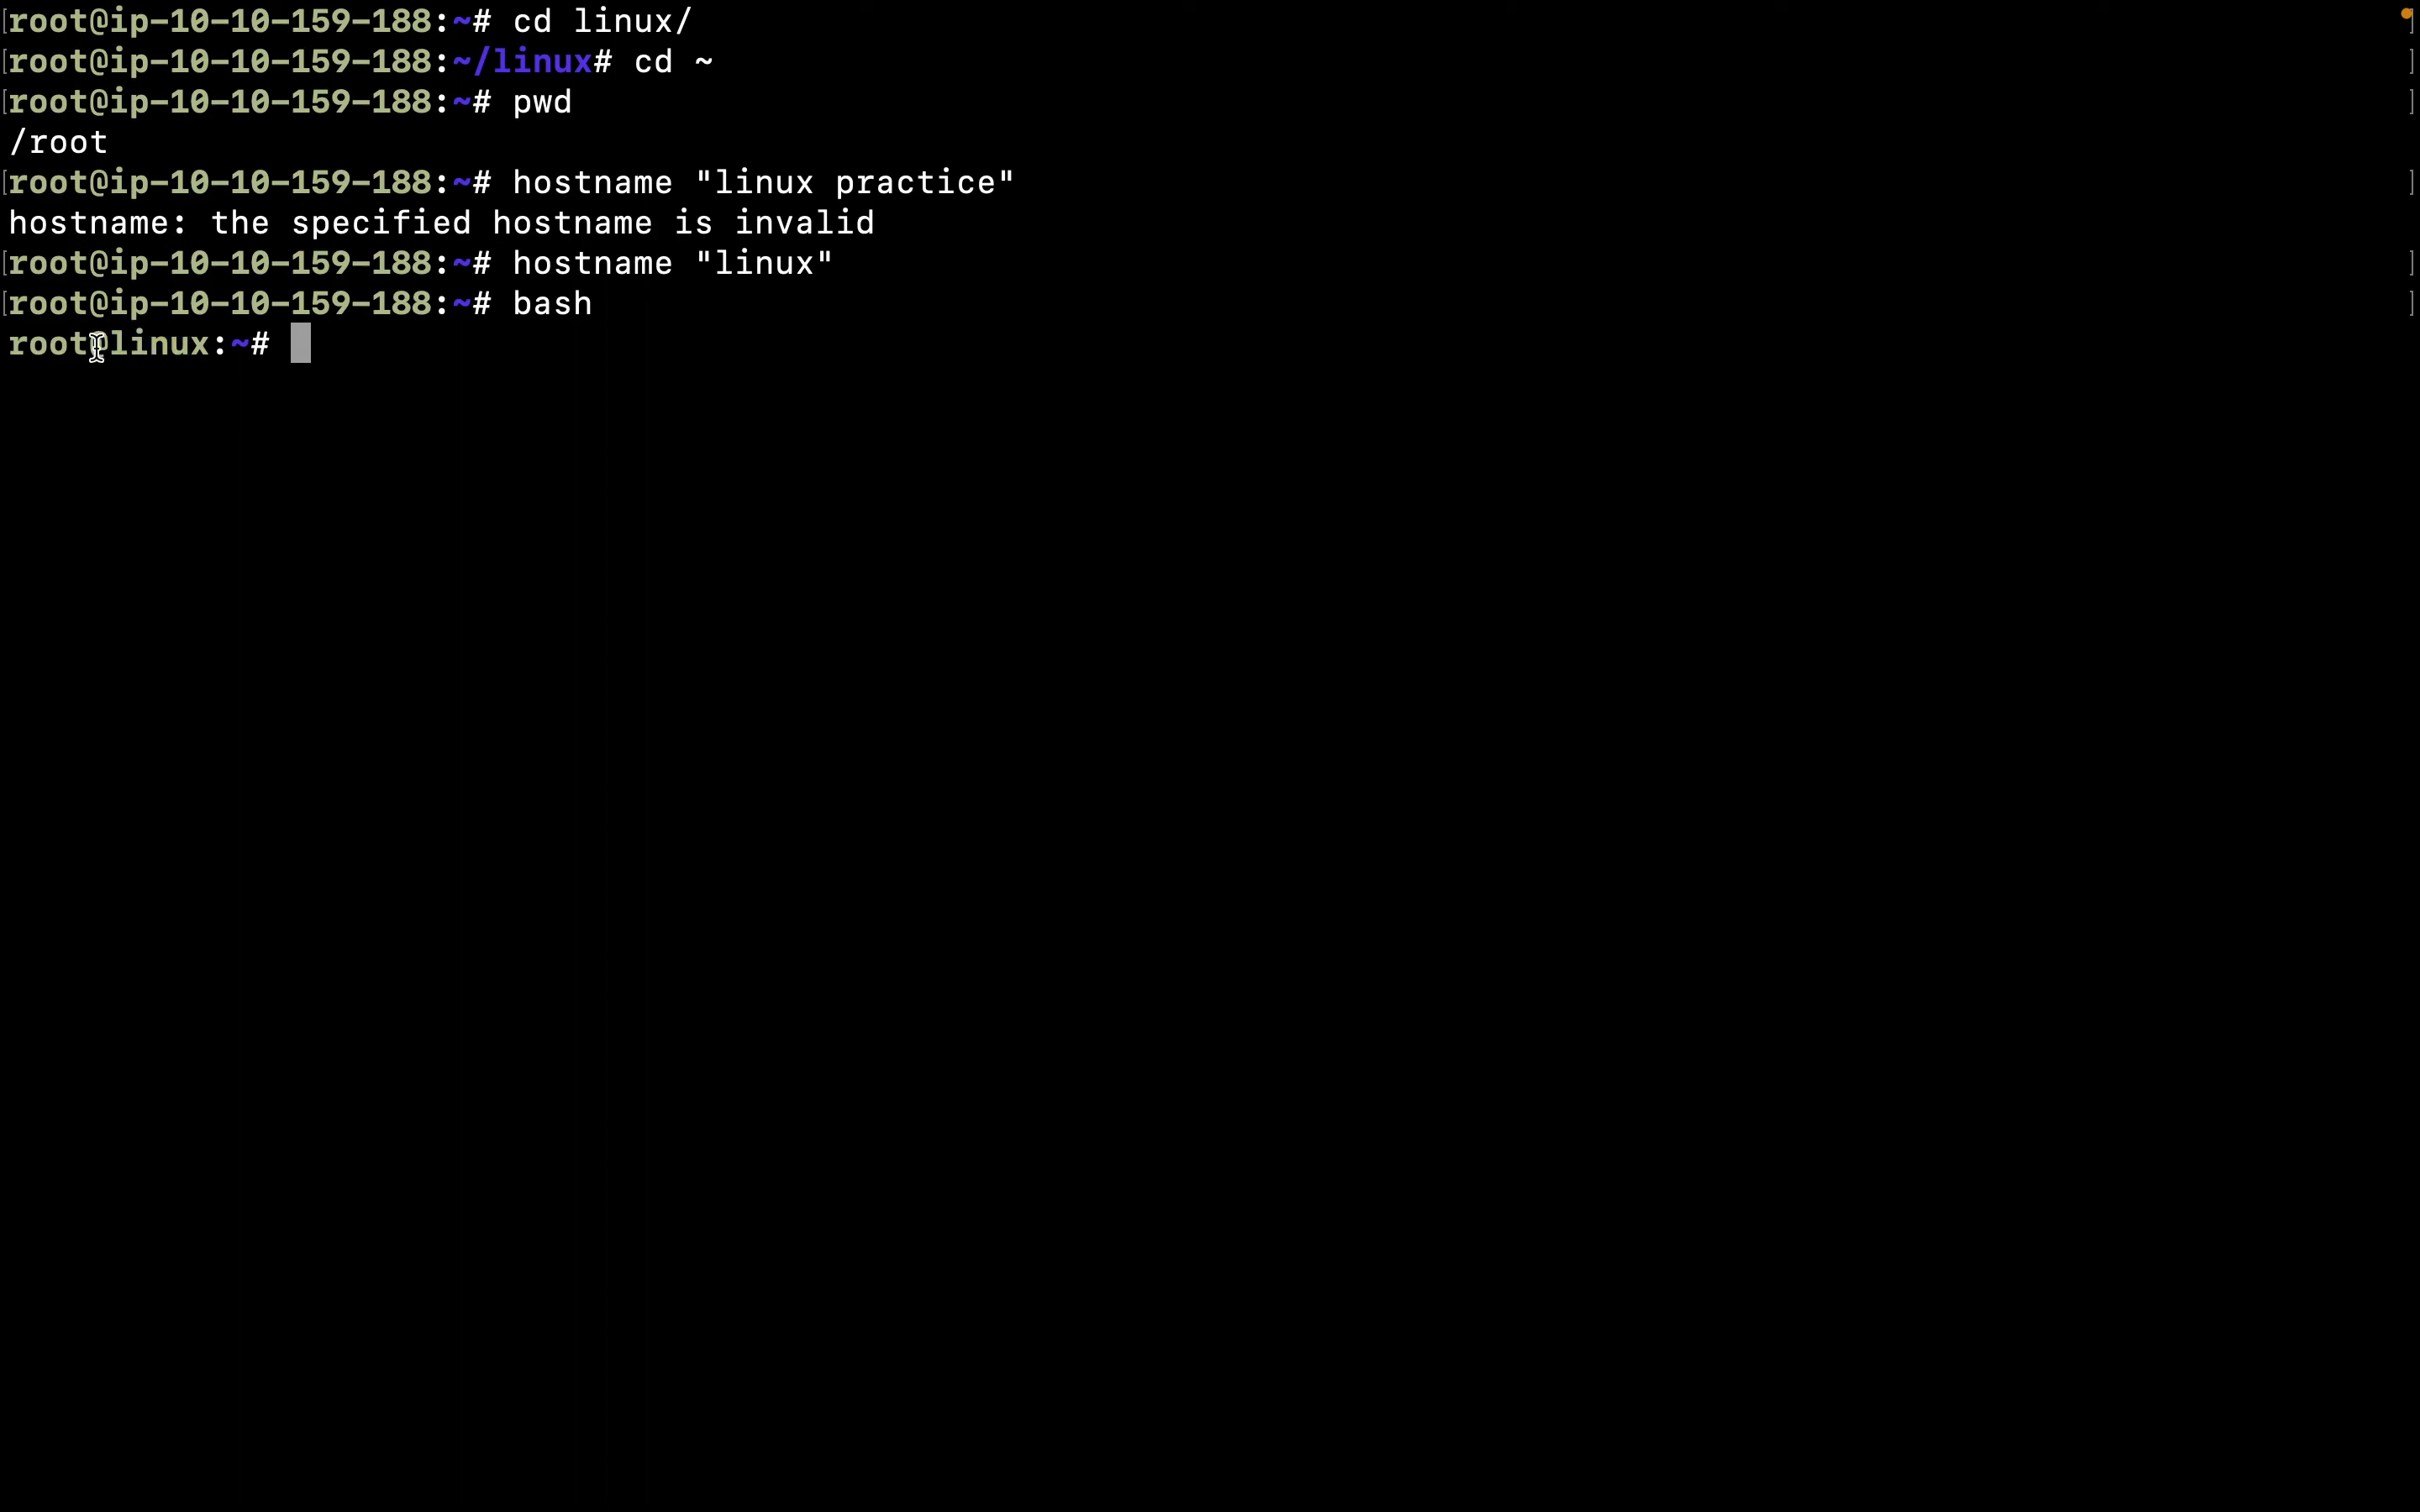 [root@ip-10-10-159-188:~# cd linux/ ]
[root@ip-10-10-159-188:~/linux# cd ~ ]
[root@ip-10-10-159-188:~# pwd ]
/root
[root@ip-10-10-159-188:~# hostname "linux practice" ]
hostname: the specified hostname is invalid
[root@ip-10-10-159-188:~# hostname "linux" ]
[root@ip-10-10-159-188:~# bash ]
root@linux:~#